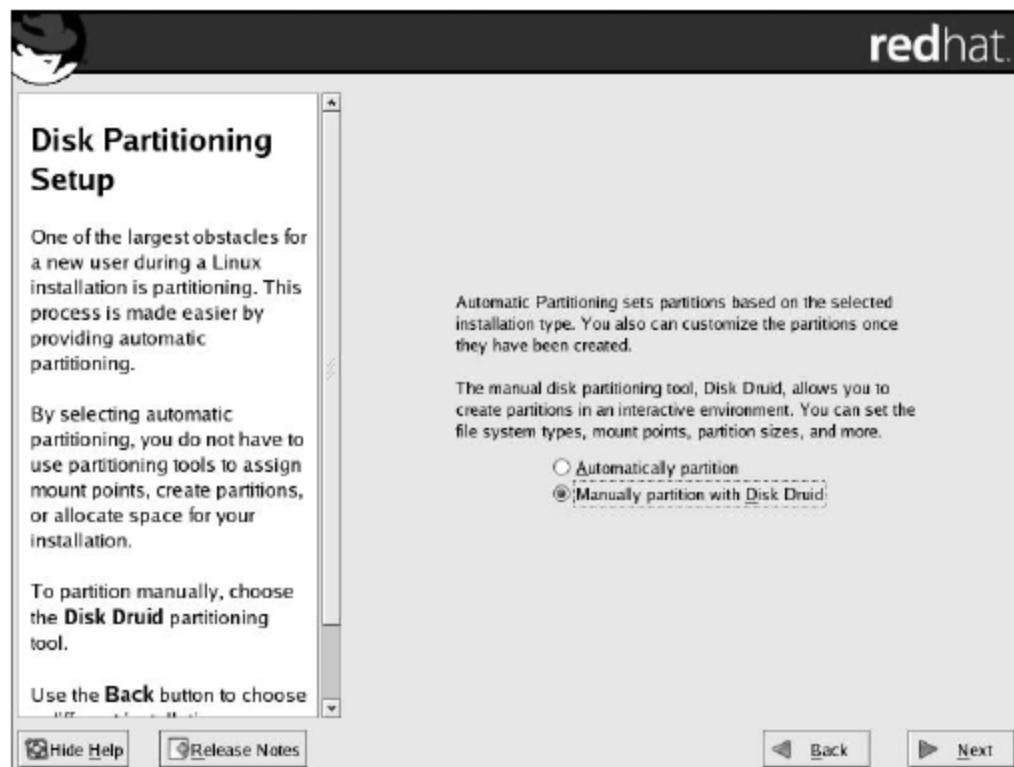 redhat.
Disk Partitioning
Setup
One of the largest obstacles for
a new user during a Linux
installation is partitioning. This
process is made easier by
providing automatic
partitioning.
By selecting automatic
partitioning, you do not have to
use partitioning tools to assign
mount points, create partitions,
or allocate space for your
installation.
To partition manually, choose
the Disk Druid partitioning
tool.
Use the Back button to choose
Automatic Partitioning sets partitions based on the selected
installation type. You also can customize the partitions once
they have been created.
The manual disk partitioning tool, Disk Druid, allows you to
create partitions in an interactive environment. You can set the
file system types, mount points, partition sizes, and more.
Automatically partition
Manually partition with Disk Druid
Hide Help
Release Notes
Back
Next